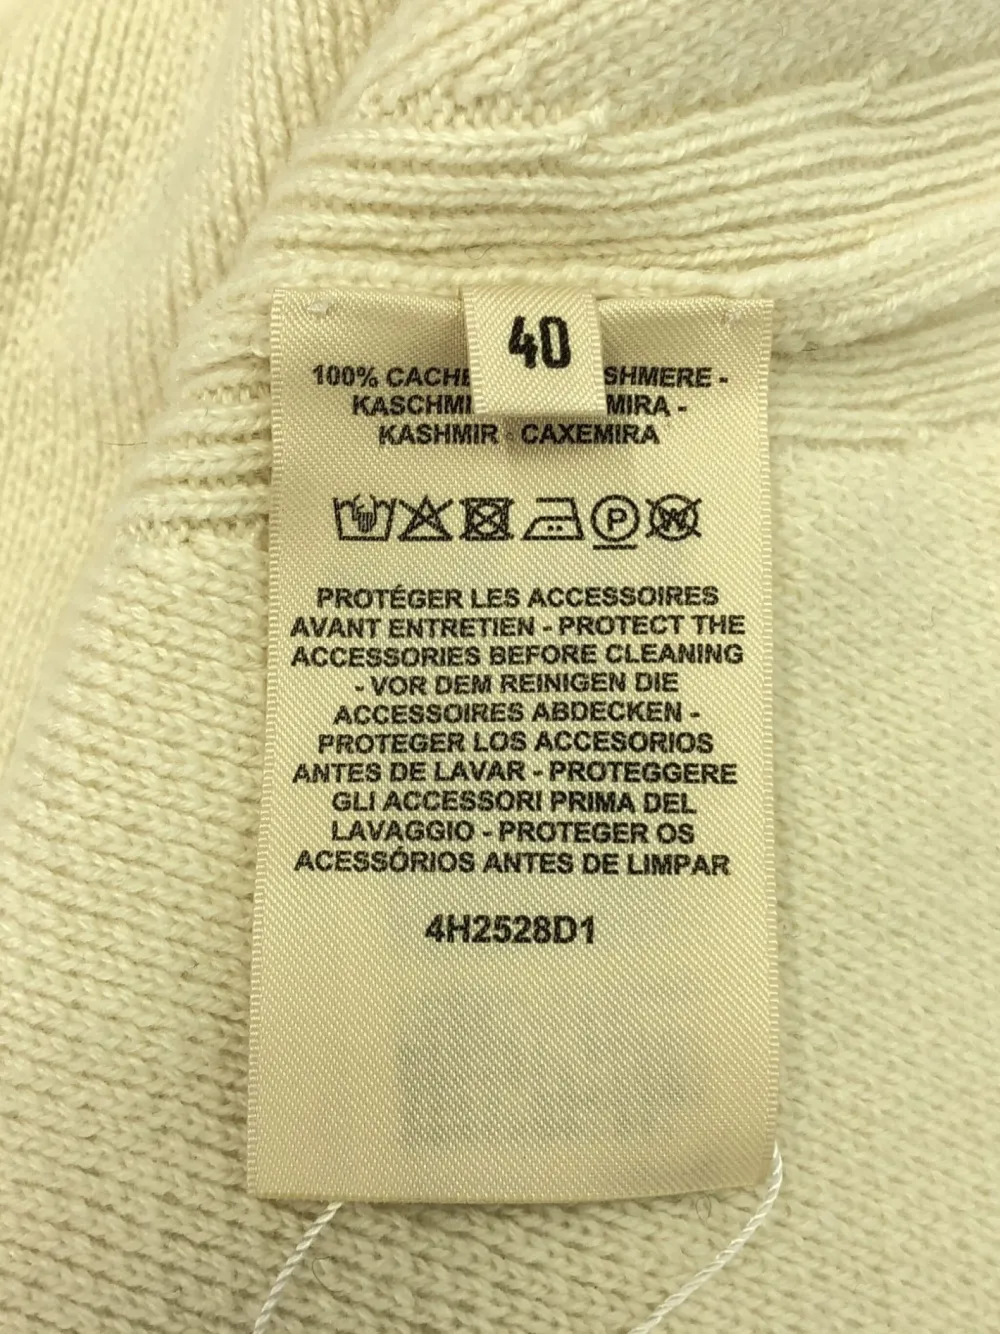 40
100% CACHE SHMERE -
KASCHMI MIRA -
KASHMIR - CAXEMIRA
P W
PROTÉGER LES ACCESSOIRES
AVANT ENTRETIEN - PROTECT THE
ACCESSORIES BEFORE CLEANING
- VOR DEM REINIGEN DIE
ACCESSOIRES ABDECKEN -
PROTEGER LOS ACCESORIOS
ANTES DE LAVAR - PROTEGGERE
GLI ACCESSORI PRIMA DEL
LAVAGGIO - PROTEGER OS
ACESSÓRIOS ANTES DE LIMPAR
4H2528D1